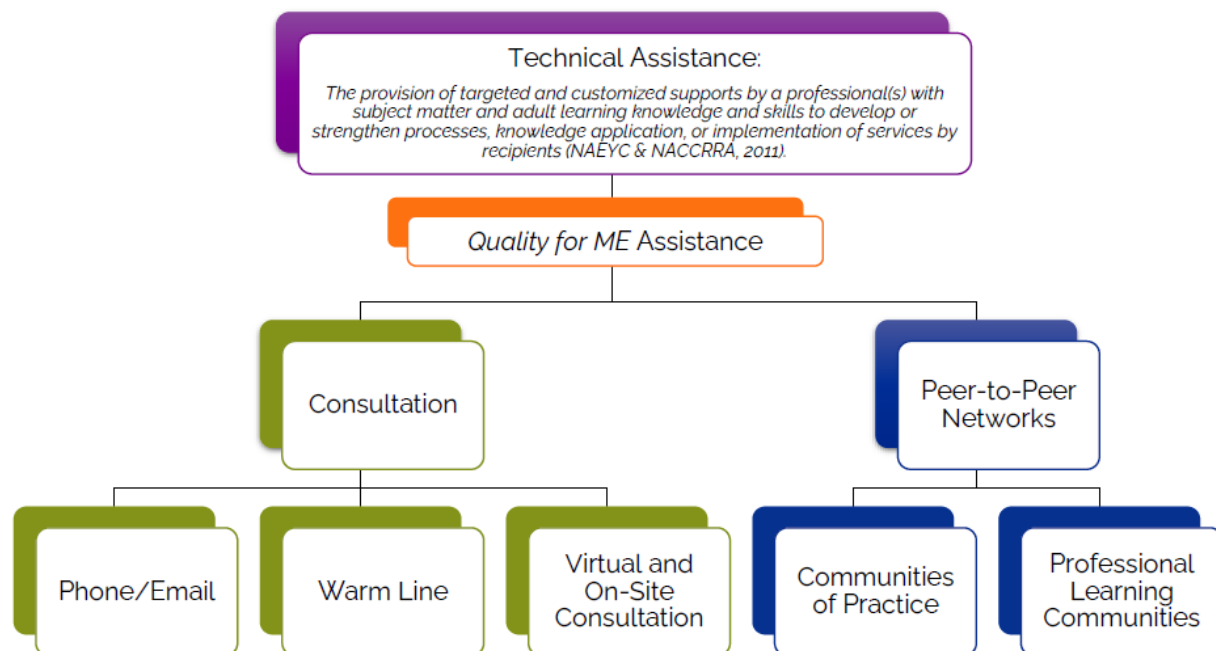 Technical Assistance:
The provision of targeted and customized supports by a professional(s) with
subject matter and adult learning knowledge and skills to develop or
strengthen processes, knowledge application, or implementation of services by
recipients (NAEYC & NACCRRA, 2011).
Quality for ME Assistance
Consultation
Peer-to-Peer
Networks
Phone/Email
Warm Line
Virtual and
On-Site
Consultation
Communities
of Practice
Professional
Learning
Communities